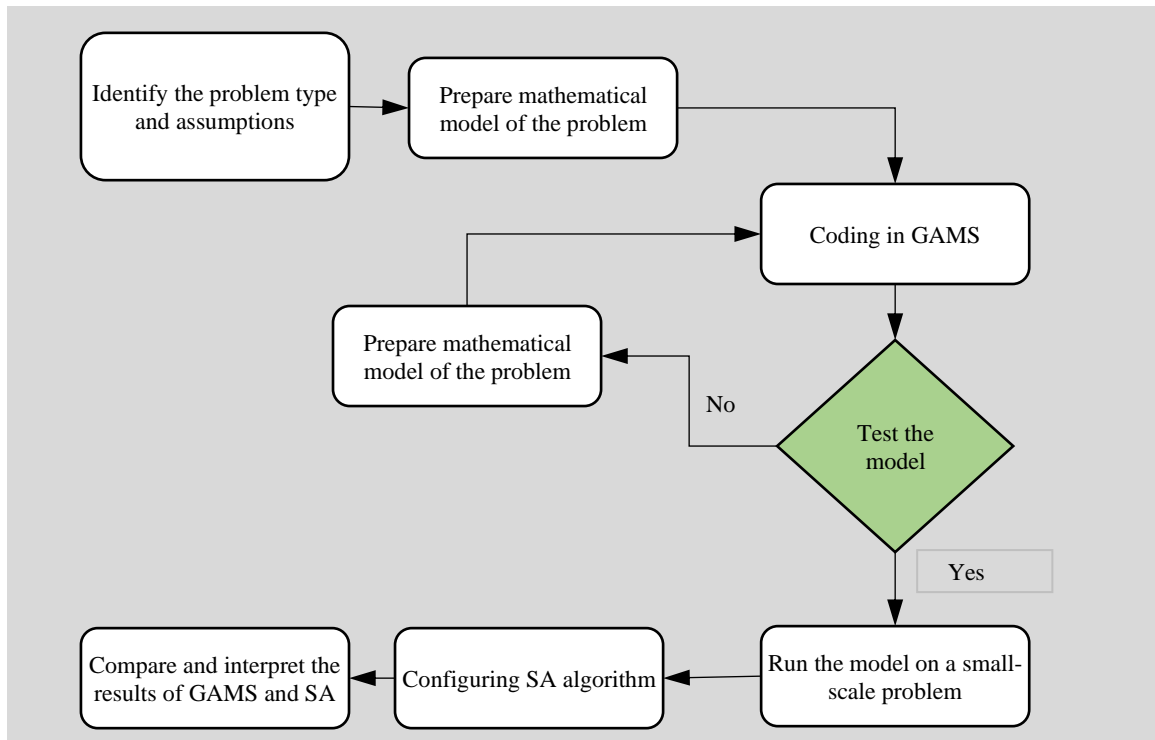 Identify the problem type
and assumptions
Prepare mathematical
model of the problem
Coding in GAMS
Prepare mathematical
model of the problem
No
Test the
model
Yes
Run the model on a small-
scale problem
Configuring SA algorithm
Compare and interpret the
results of GAMS and SA